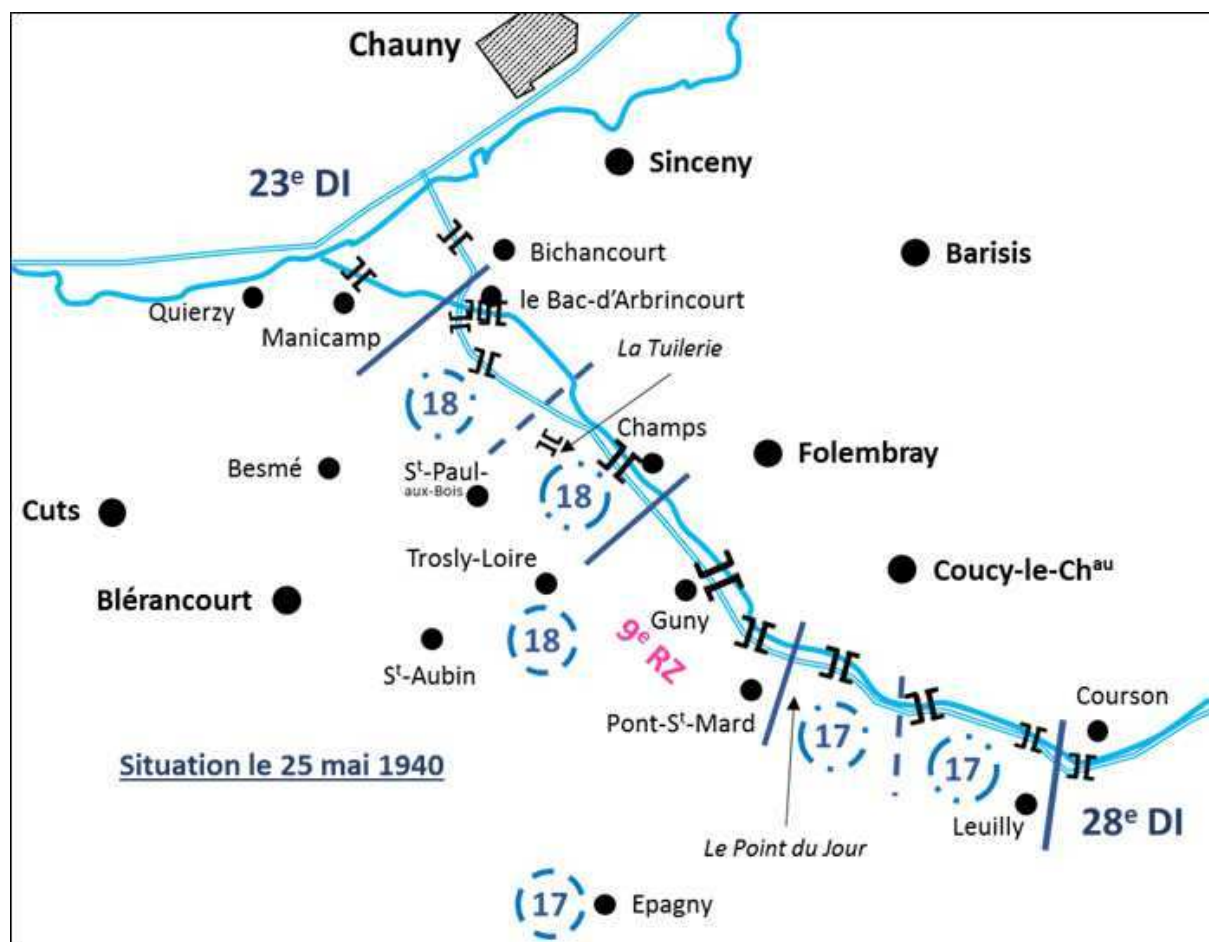 Chauny
Sinceny
23ᵉ DI
Bichancourt
Barisis
le Bac-d’Arbrincourt
Quierzy
Manicamp
La Tuilerie
18
Champs
Folembray
Besmé
Sᵗ-Paul-
aux-Bois
18
Cuts
Trosly-Loire
Coucy-le-Chᵃᵘ
Blérancourt
Guny
18
9ᵉ RZ
Sᵗ-Aubin
Pont-Sᵗ-Mard
Courson
17
17
Situation le 25 mai 1940
Leuilly
28ᵉ DI
Le Point du Jour
17
Epagny